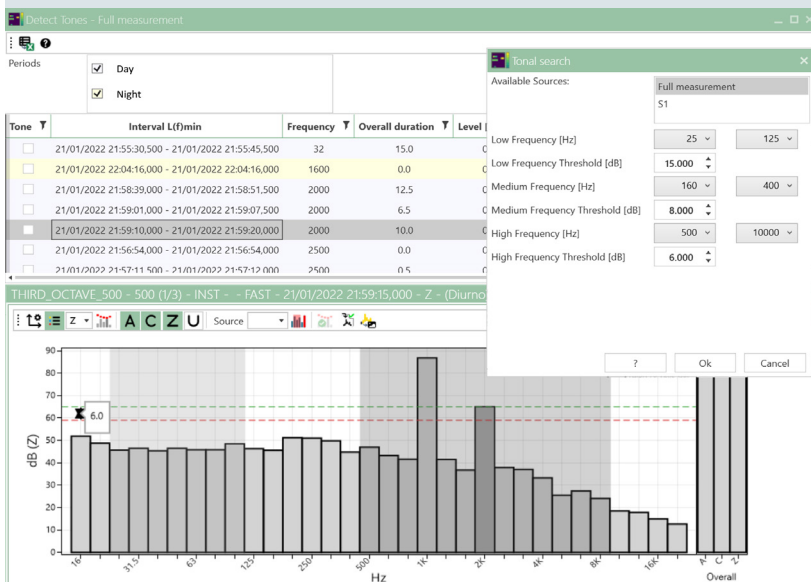 Detect Tones - Full measurement
Periods
Day
Night
Tone Interval L(f)min Frequency Overall duration Level [
21/01/2022 21:55:30,500 - 21/01/2022 21:55:45,500 32 15.0
21/01/2022 22:04:16,000 - 21/01/2022 22:04:16,000 1600 0.0
21/01/2022 21:58:39,000 - 21/01/2022 21:58:51,500 2000 12.5
21/01/2022 21:59:01,000 - 21/01/2022 21:59:07,500 2000 6.5
21/01/2022 21:59:10,000 - 21/01/2022 21:59:20,000 2000 10.0
21/01/2022 21:56:54,000 - 21/01/2022 21:56:54,000 2500 0.0
21/01/2022 21:57:11,500 - 21/01/2022 21:57:12,000 2500 0.5
Tonal search
Available Sources:
Full measurement
S1
Low Frequency [Hz] 25 125
Low Frequency Threshold [dB] 15.000
Medium Frequency [Hz] 160 400
Medium Frequency Threshold [dB] 8.000
High Frequency [Hz] 500 10000
High Frequency Threshold [dB] 6.000
? Ok Cancel
THIRD_OCTAVE_500 - 500 (1/3) - INST - - FAST - 21/01/2022 21:59:15,000 - Z - (Diurno
Z A C Z U Source
90
80
70
60
50
40
30
20
10
0
dB (Z)
6.0
16 31.5 63 125 250 500 1K 2K 4K 8K 16K A C Z
Hz Overall